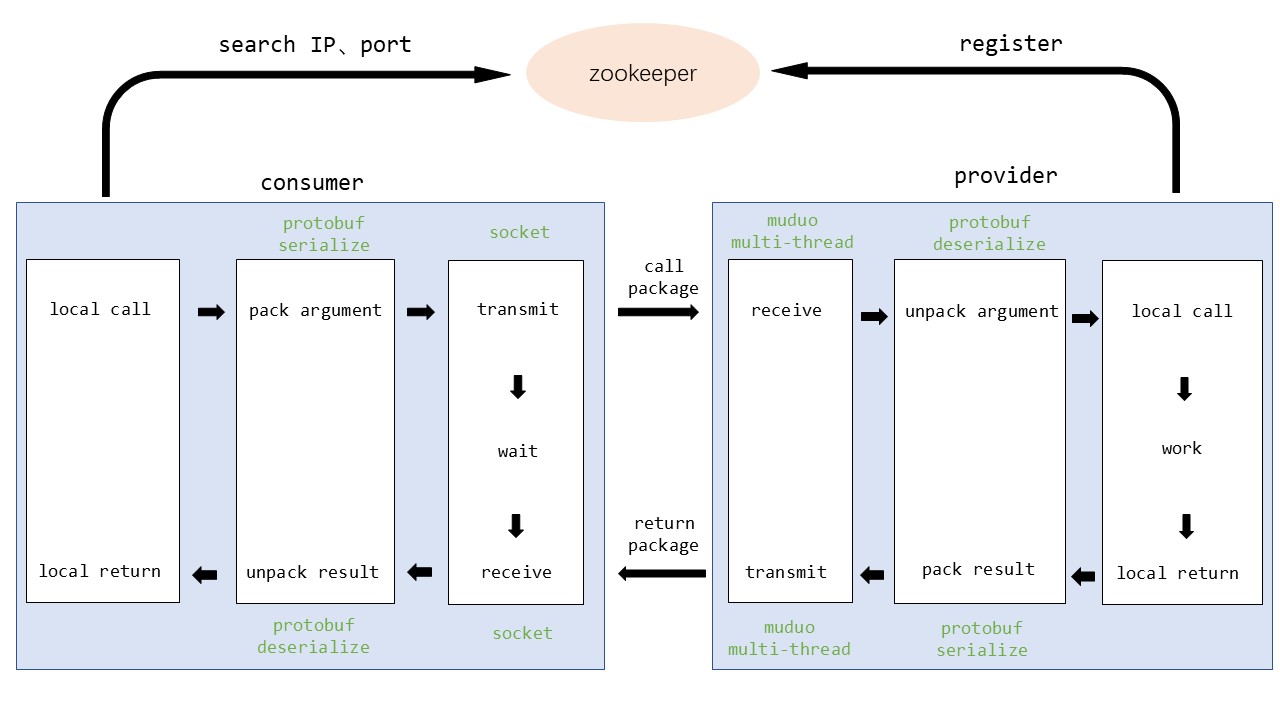 search IP、port
zookeeper
register
consumer
provider
protobuf
serialize
socket
muduo
multi-thread
protobuf
deserialize
local call
pack argument
transmit
call
package
receive
unpack argument
local call
wait
work
local return
unpack result
receive
return
package
transmit
pack result
local return
protobuf
deserialize
socket
muduo
multi-thread
protobuf
serialize